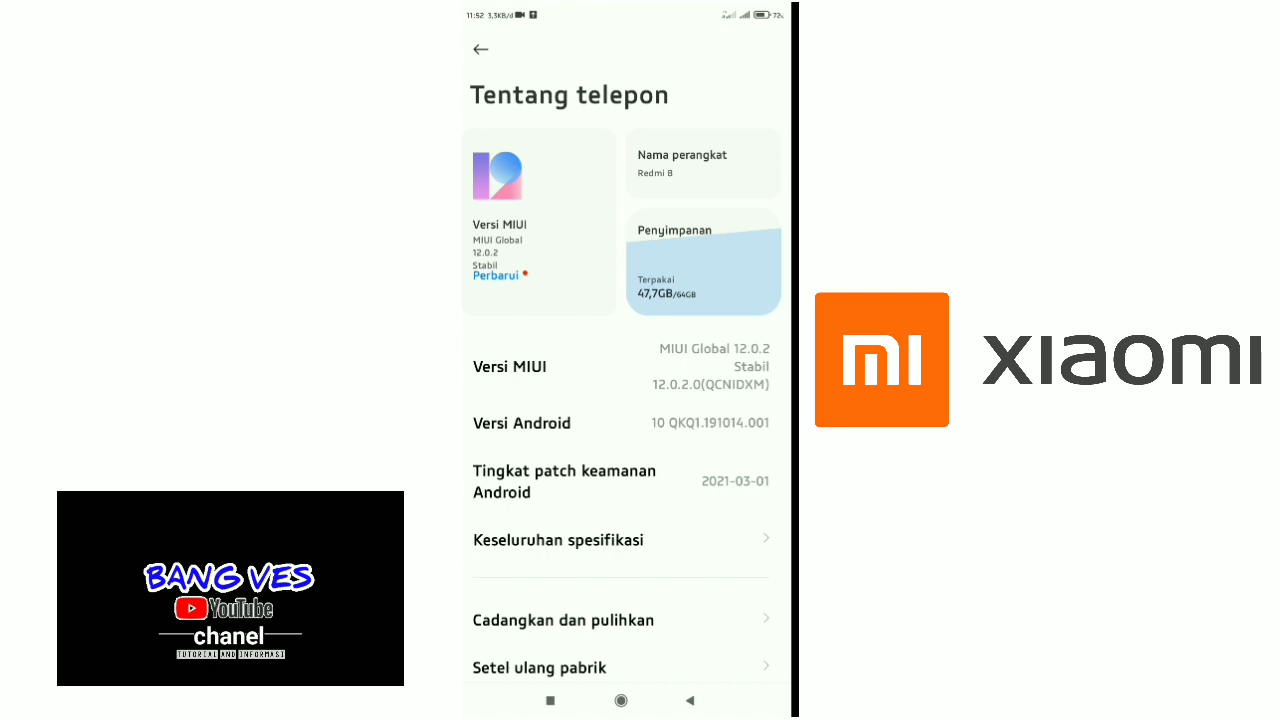 11:52 3,3KB/d
72%
Tentang telepon
12
Versi MIUI
MIUI Global
12.0.2
Stabil
Perbarui
Nama perangkat
Redmi 8
Penyimpanan
Terpakai
47,7GB/64GB
Versi MIUI
MIUI Global 12.0.2
Stabil
12.0.2.0(QCNIDXM)
Versi Android
10 QKQ1.191014.001
Tingkat patch keamanan
Android
2021-03-01
Keseluruhan spesifikasi
Cadangkan dan pulihkan
Setel ulang pabrik
mi xiaomi
BANG VES
YouTube
chanel
TUTORIAL AND INFORMASI